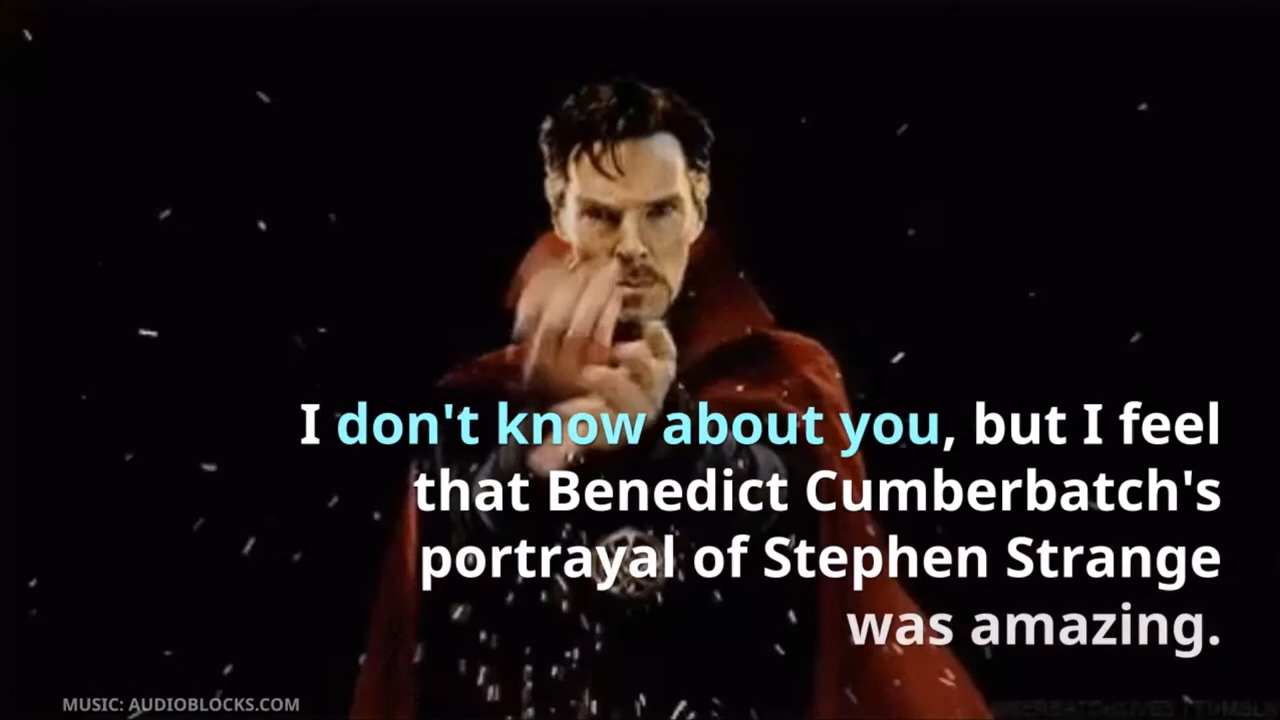 I don't know about you, but I feel
that Benedict Cumberbatch's
portrayal of Stephen Strange
was amazing.
MUSIC: AUDIOBLOCKS.COM